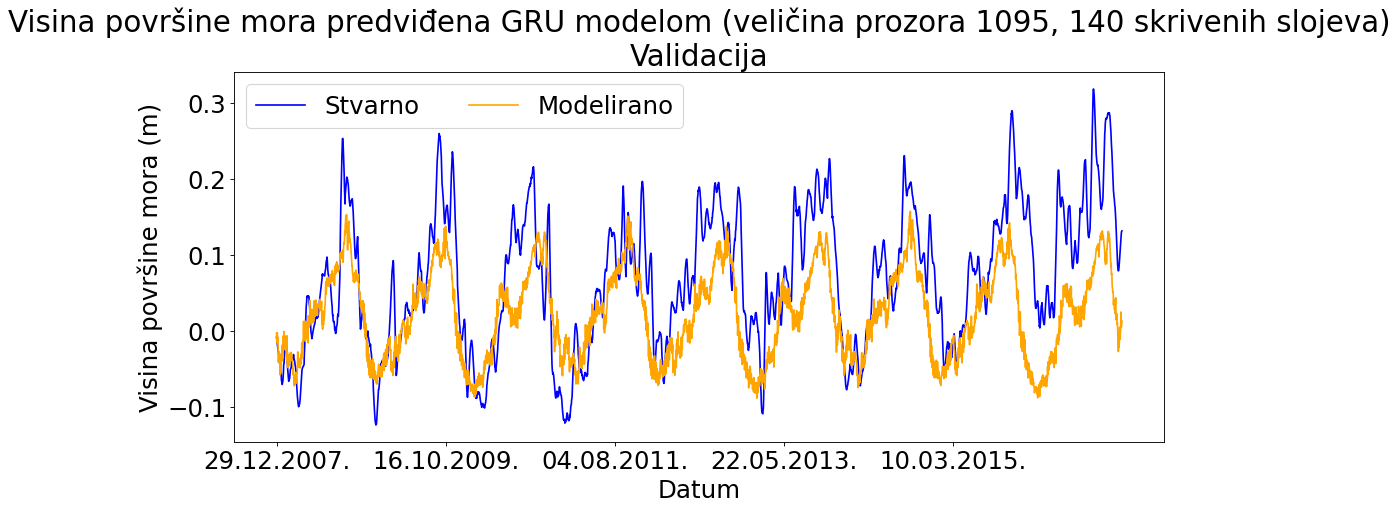 Visina površine mora predviđena GRU modelom (veličina prozora 1095, 140 skrivenih slojeva)
Validacija
Stvarno
Modelirano
Visina površine mora (m)
0.3
0.2
0.1
0.0
−0.1
29.12.2007.
16.10.2009.
04.08.2011.
22.05.2013.
10.03.2015.
Datum